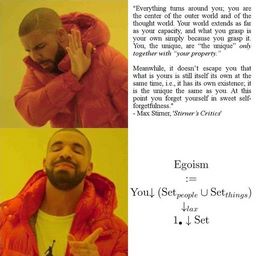 "Everything turns around you; you are
the center of the outer world and of the
thought world. Your world extends as far
as your capacity, and what you grasp is
your own simply because you grasp it.
You, the unique, are "the unique" only
together with "your property."
Meanwhile, it doesn't escape you that
what is yours is still itself its own at the
same time, i.e., it has its own existence; it
is the unique the same as you. At this
point you forget yourself in sweet self-
forgetfulness."
- Max Stirner, 'Stirner's Critics'
Egoism
:=
You↓ (Set_people ∪ Set_things)
↓lax
1• ↓ Set